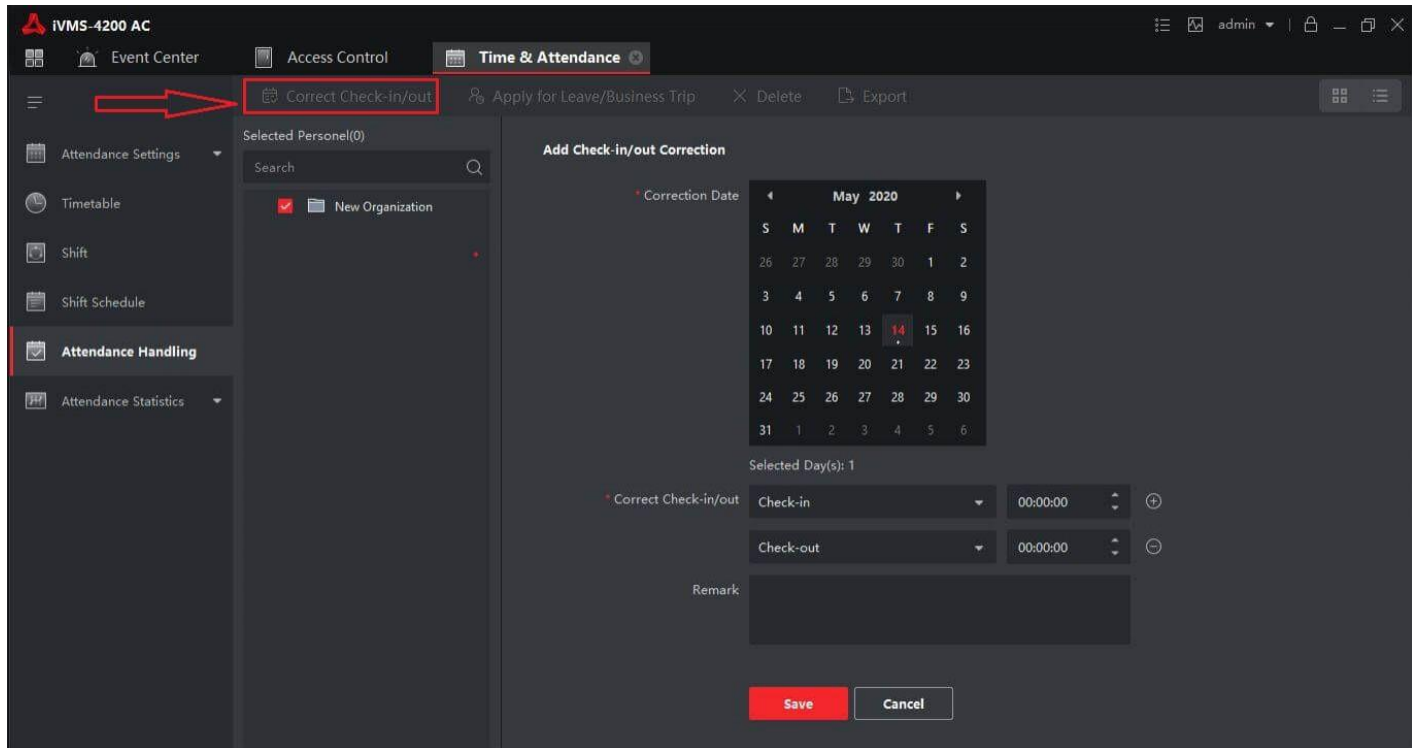 iVMS-4200 AC
admin
Event Center
Access Control
Time & Attendance
Correct Check-in/out
Apply for Leave/Business Trip
Delete
Export
Attendance Settings
Timetable
Shift
Shift Schedule
Attendance Handling
Attendance Statistics
Selected Personel(0)
Search
New Organization
*
Add Check-in/out Correction
* Correction Date
May 2020
S M T W T F S
26 27 28 29 30 1 2
3 4 5 6 7 8 9
10 11 12 13 14 15 16
17 18 19 20 21 22 23
24 25 26 27 28 29 30
31 1 2 3 4 5 6
Selected Day(s): 1
* Correct Check-in/out
Check-in
00:00:00
Check-out
00:00:00
Remark
Save
Cancel